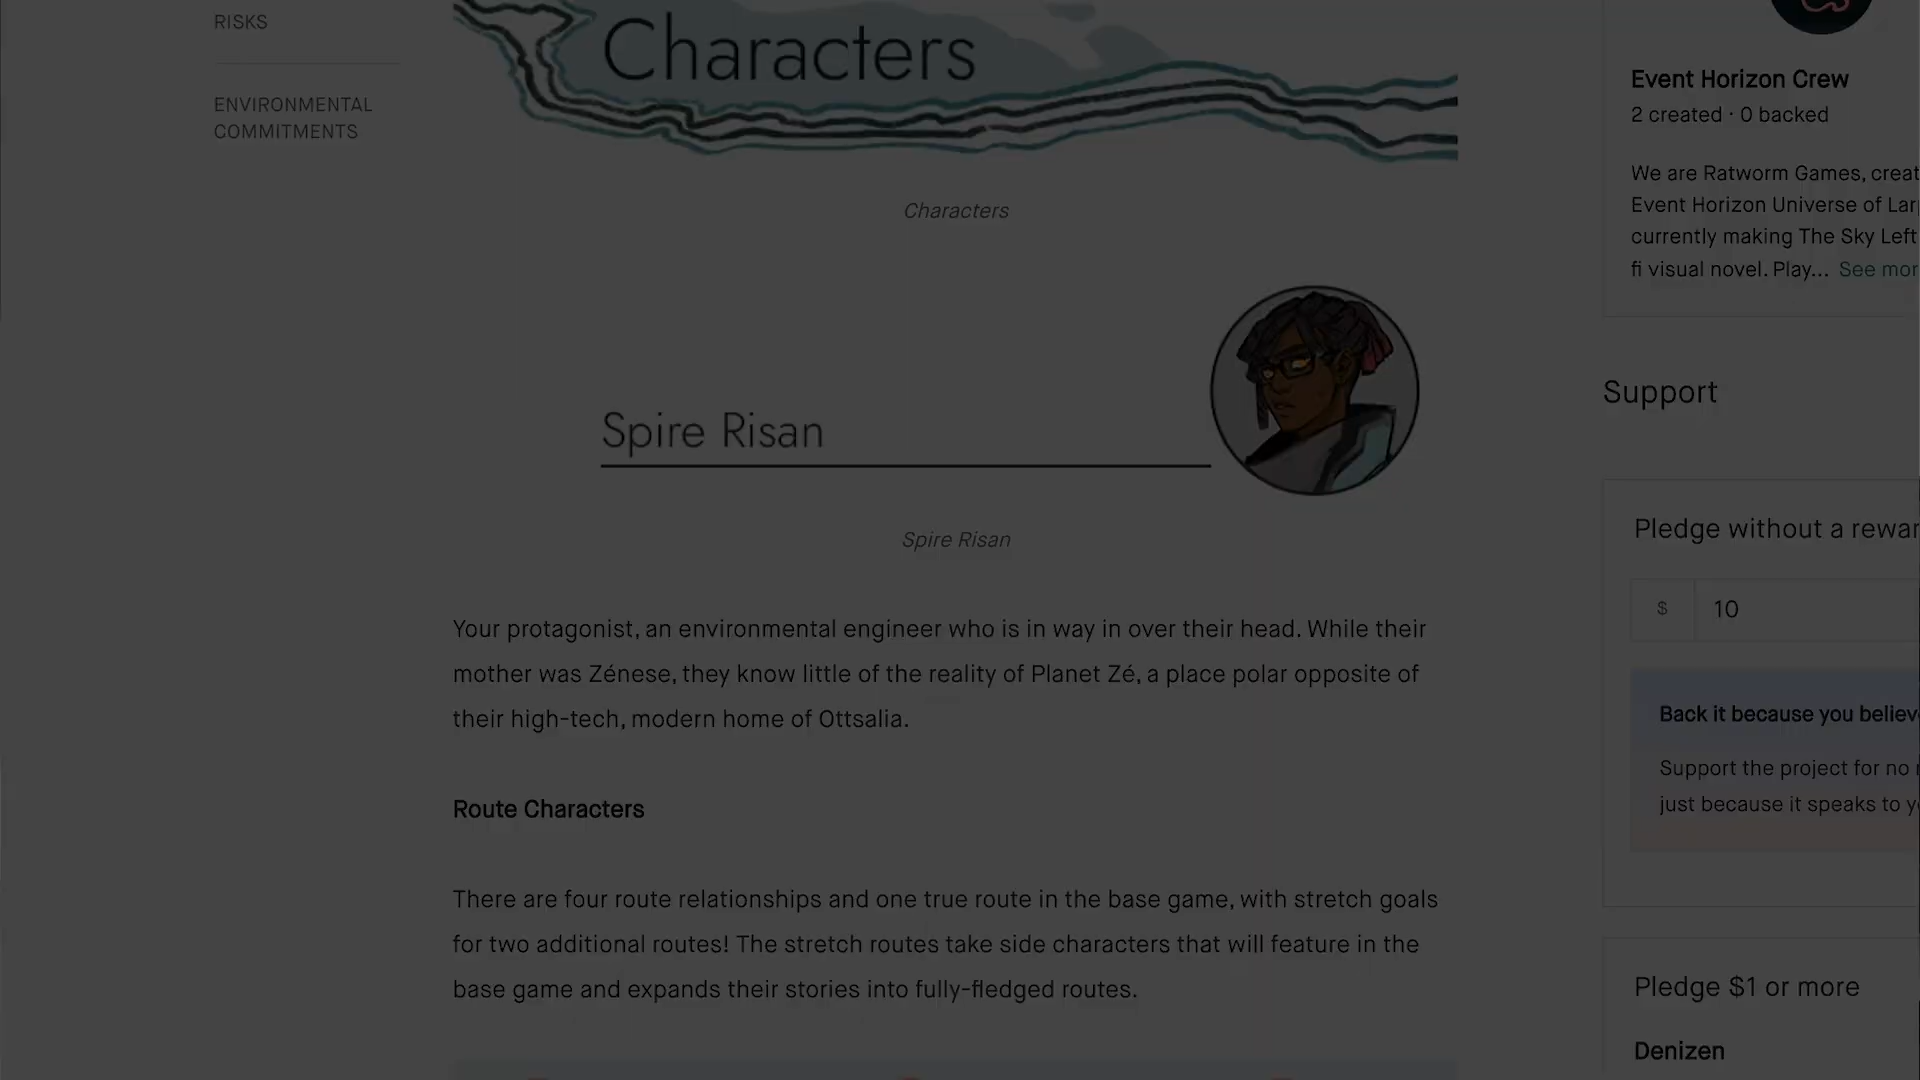 RISKS
ENVIRONMENTAL
COMMITMENTS
Characters
Characters
Spire Risan
Spire Risan
Your protagonist, an environmental engineer who is in way in over their head. While their
mother was Zénese, they know little of the reality of Planet Zé, a place polar opposite of
their high-tech, modern home of Ottsalia.
Route Characters
There are four route relationships and one true route in the base game, with stretch goals
for two additional routes! The stretch routes take side characters that will feature in the
base game and expands their stories into fully-fledged routes.
Event Horizon Crew
2 created · 0 backed
We are Ratworm Games, creat
Event Horizon Universe of Lar
currently making The Sky Left
fi visual novel. Play... See mor
Support
Pledge without a rewar
$ 10
Back it because you believ
Support the project for no
just because it speaks to y
Pledge $1 or more
Denizen